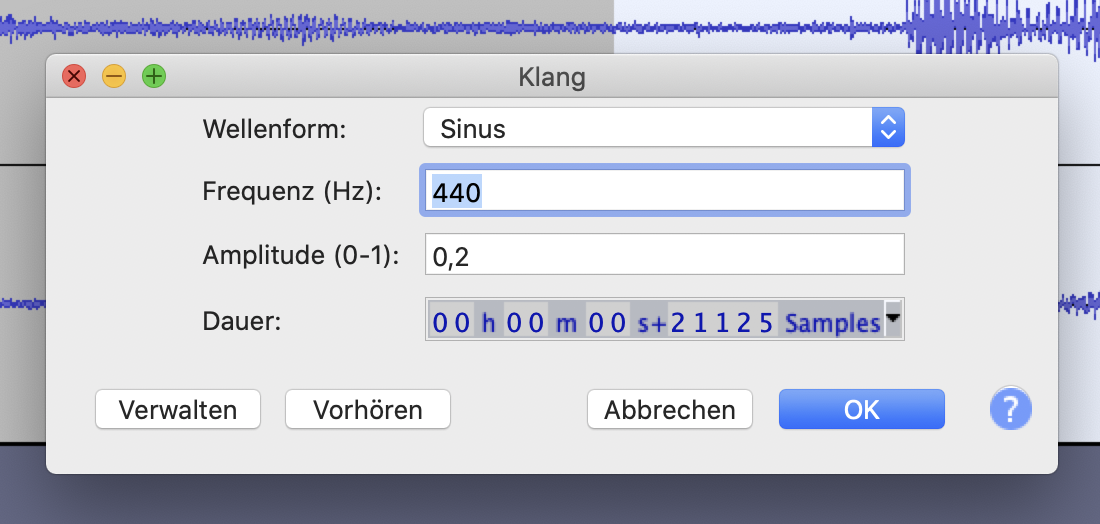 Klang
Wellenform: Sinus
Frequenz (Hz): 440
Amplitude (0-1): 0,2
Dauer: 00 h 00 m 00 s+21125 Samples
Verwalten Vorhören Abbrechen OK ?